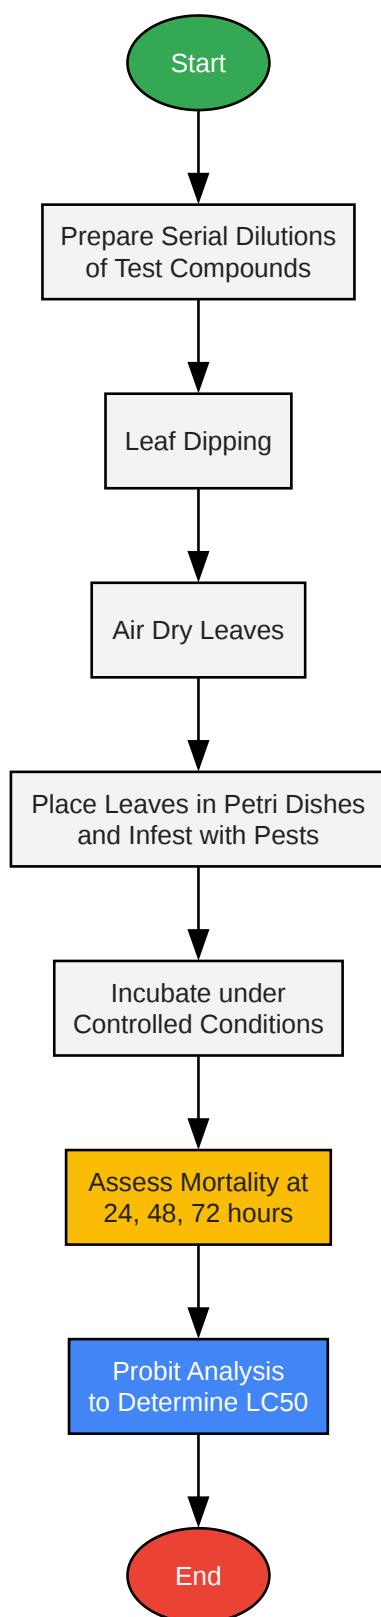 Start
Prepare Serial Dilutions
of Test Compounds
Leaf Dipping
Air Dry Leaves
Place Leaves in Petri Dishes
and Infest with Pests
Incubate under
Controlled Conditions
Assess Mortality at
24, 48, 72 hours
Probit Analysis
to Determine LC50
End